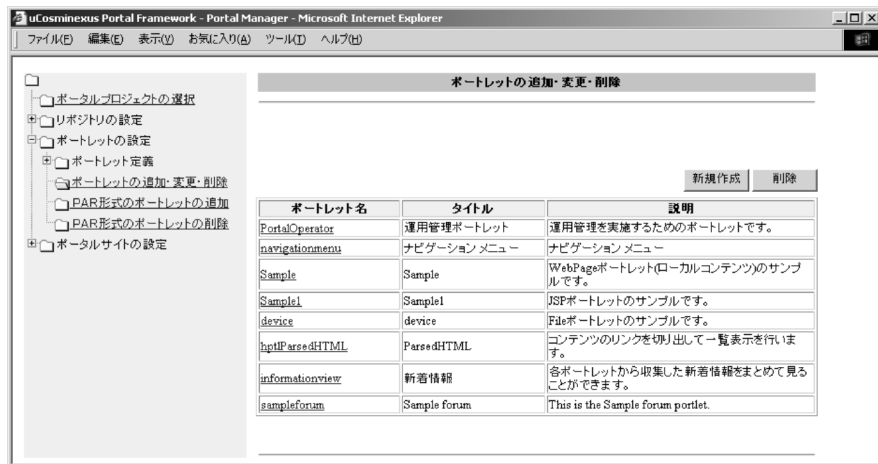 uCosminexus Portal Framework - Portal Manager - Microsoft Internet Explorer
ファイル(F) 編集(E) 表示(V) お気に入り(A) ツール(T) ヘルプ(H)
ポータルプロジェクトの選択
リポジトリの設定
ポートレットの設定
ポートレット定義
ポートレットの追加・変更・削除
PAR形式のポートレットの追加
PAR形式のポートレットの削除
ポータルサイトの設定
ポートレットの追加・変更・削除
新規作成 削除
ポートレット名 タイトル 説明
PortalOperator 運用管理ポートレット 運用管理を実施するためのポートレットです。
navigationmenu ナビゲーション メニュー ナビゲーション メニュー
Sample Sample WebPageポートレット(ローカルコンテンツ)のサンプ
ルです。
Sample1 Sample1 JSPポートレットのサンプルです。
device device Fileポートレットのサンプルです。
hptlParsedHTML ParsedHTML コンテンツのリンクを切り出して一覧表示を行いま
す。
informationview 新着情報 各ポートレットから収集した新着情報をまとめて見る
ことができます。
sampleforum Sample forum This is the Sample forum portlet.